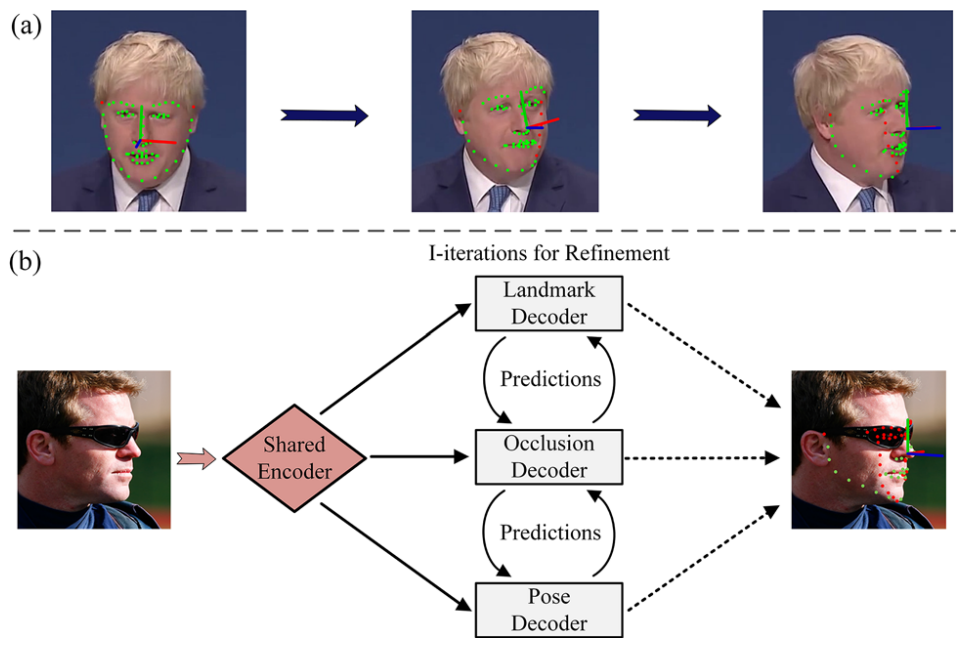 (a)
(b)
I-iterations for Refinement
Landmark
Decoder
Predictions
Shared
Encoder
Occlusion
Decoder
Predictions
Pose
Decoder